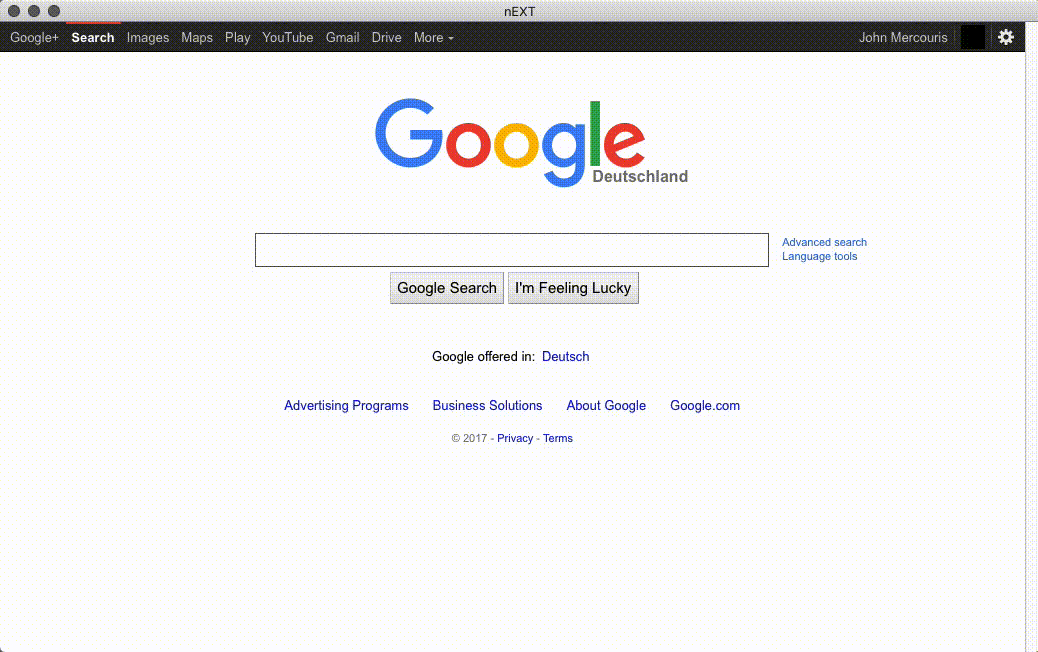 nEXT
Google+ Search Images Maps Play YouTube Gmail Drive More John Mercouris
Google
Deutschland
Advanced search
Language tools
Google Search I'm Feeling Lucky
Google offered in: Deutsch
Advertising Programs Business Solutions About Google Google.com
© 2017 - Privacy - Terms